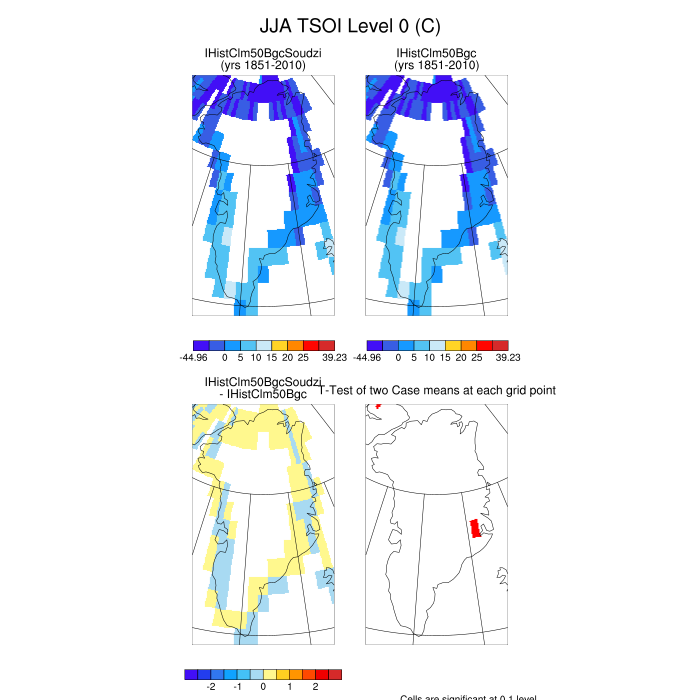 JJA TSOI Level 0 (C)
IHistClm50BgcSoudzi
(yrs 1851-2010)
IHistClm50Bgc
(yrs 1851-2010)
-44.96 0 5 10 15 20 25 39.23
-44.96 0 5 10 15 20 25 39.23
IHistClm50BgcSoudzi
- IHistClm50Bgc
T-Test of two Case means at each grid point
-2 -1 0 1 2
Cells are significant at 0.1 level